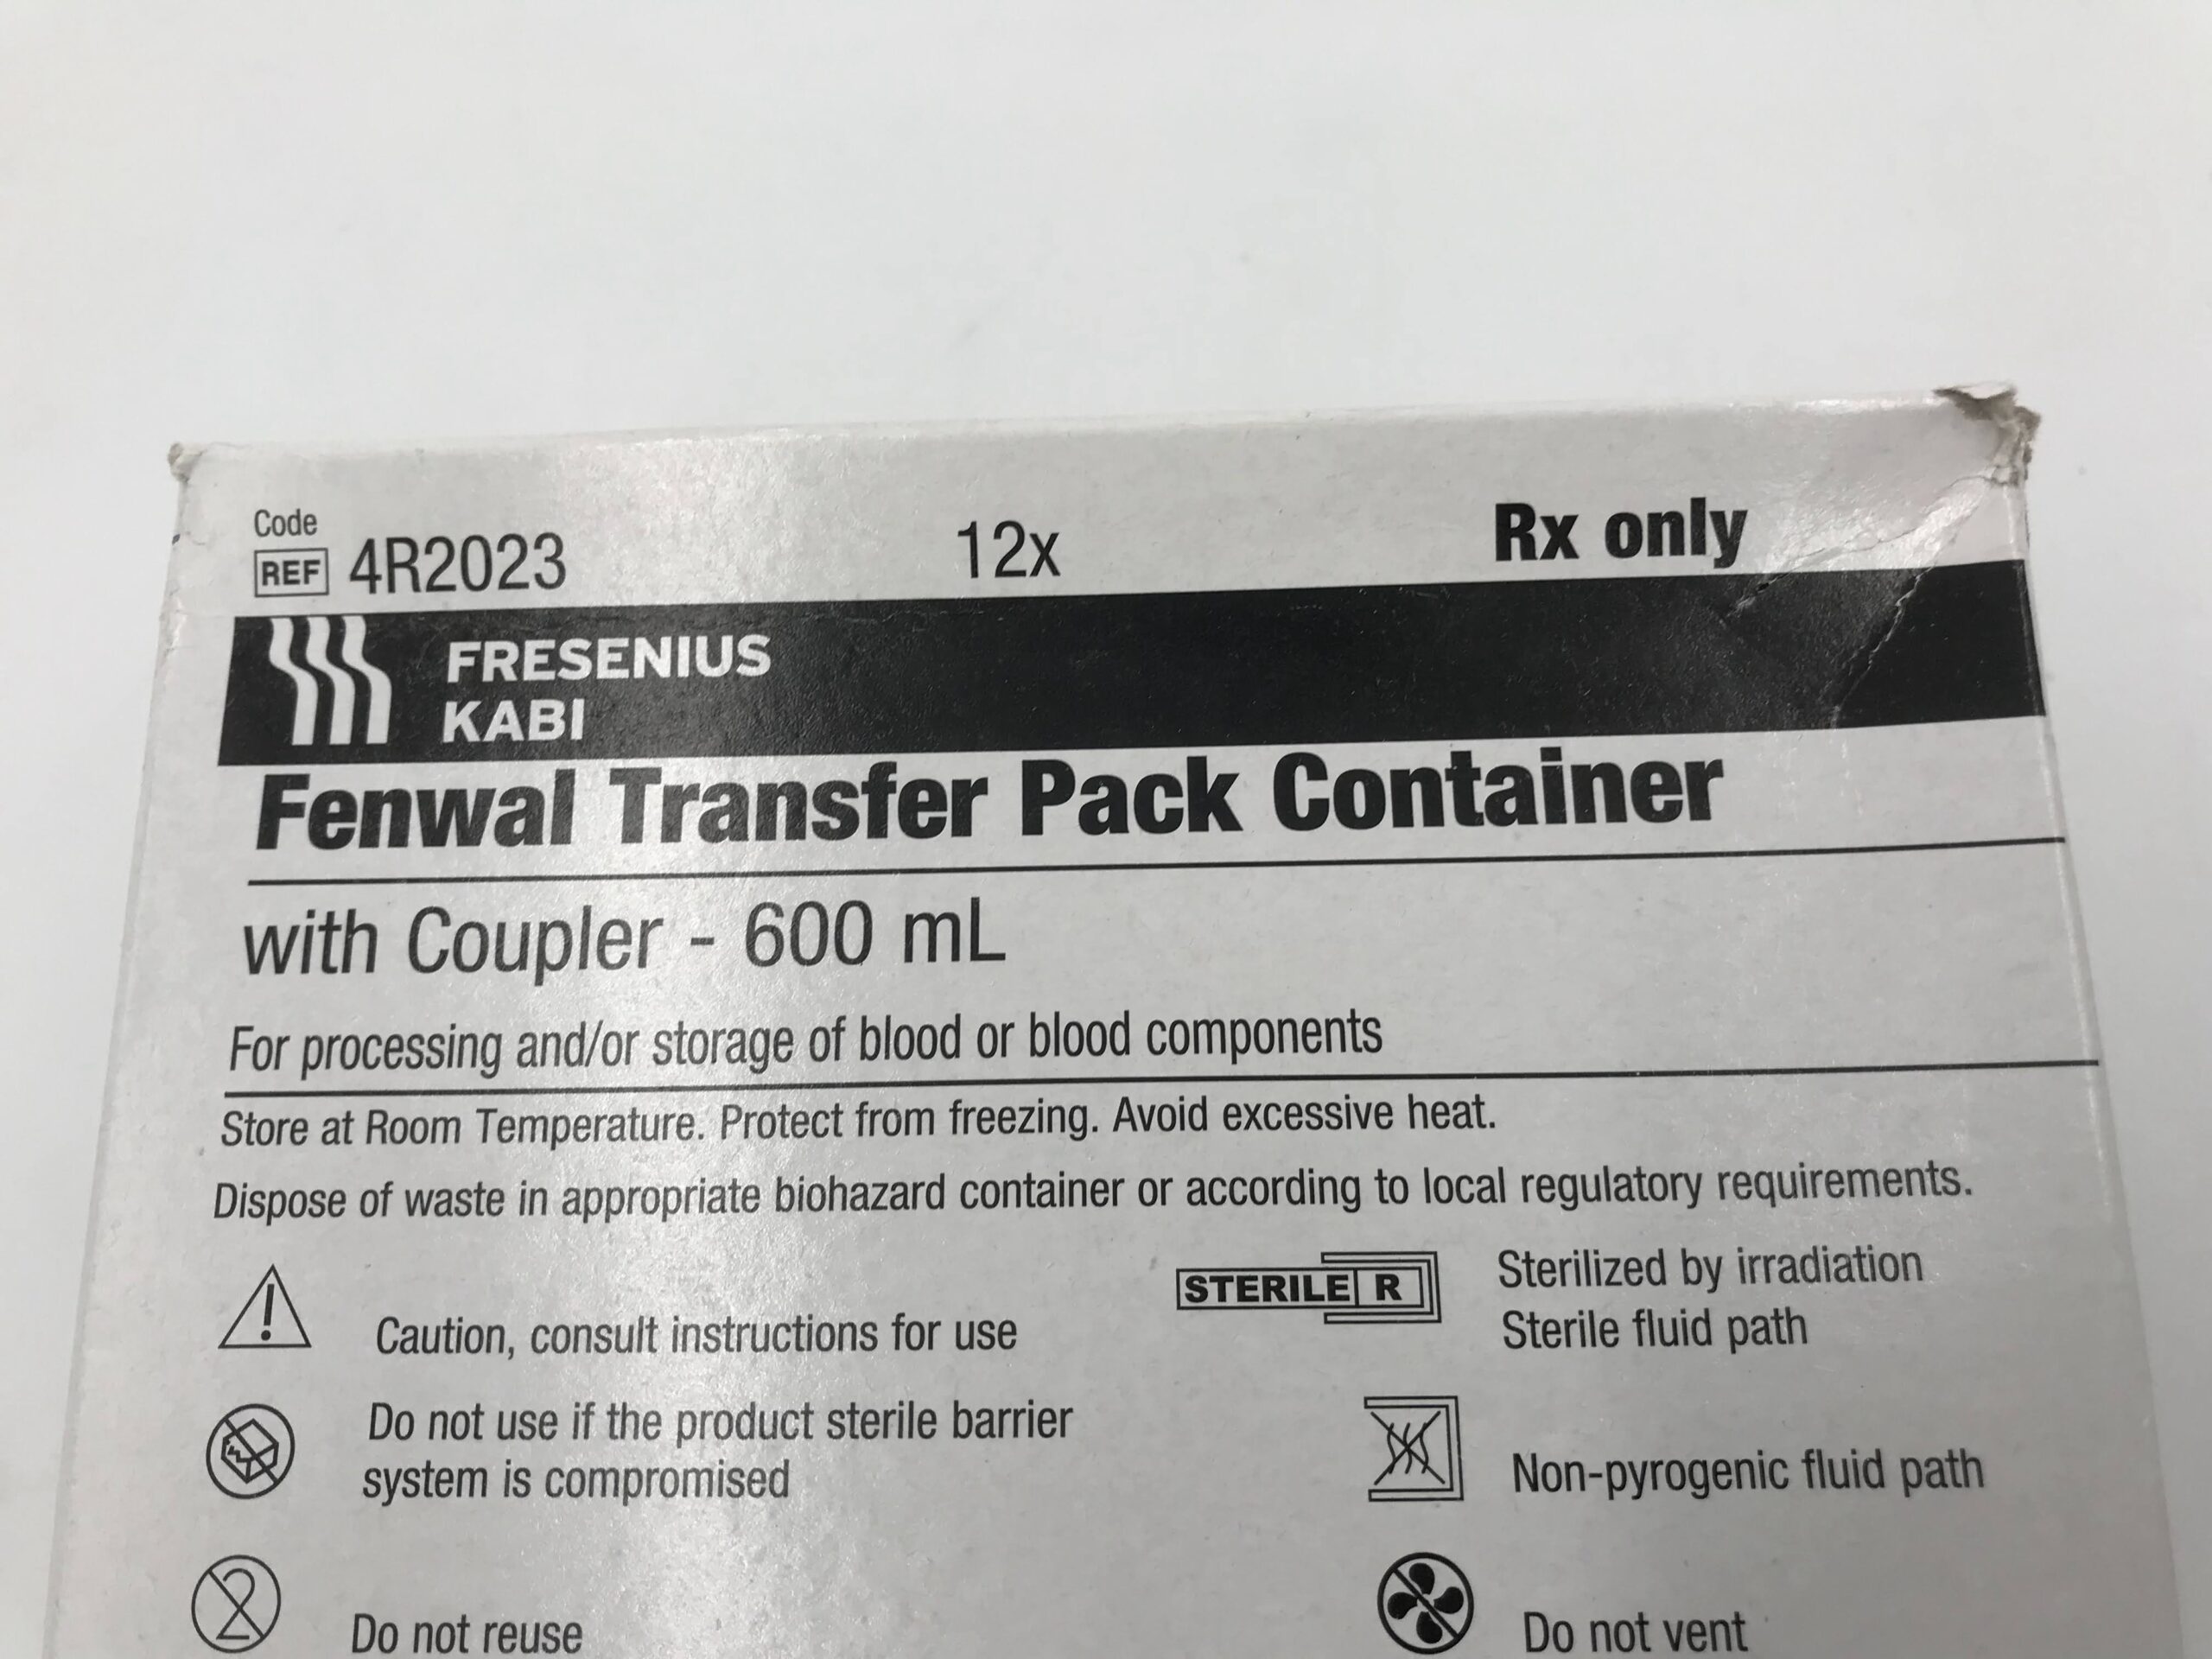 Code
REF 4R2023 12x Rx only
FRESENIUS
KABI
Fenwal Transfer Pack Container
with Coupler - 600 mL
For processing and/or storage of blood or blood components
Store at Room Temperature. Protect from freezing. Avoid excessive heat.
Dispose of waste in appropriate biohazard container or according to local regulatory requirements.
Caution, consult instructions for use
STERILE R
Sterilized by irradiation
Sterile fluid path
Do not use if the product sterile barrier
system is compromised
Non-pyrogenic fluid path
2
Do not reuse
Do not vent